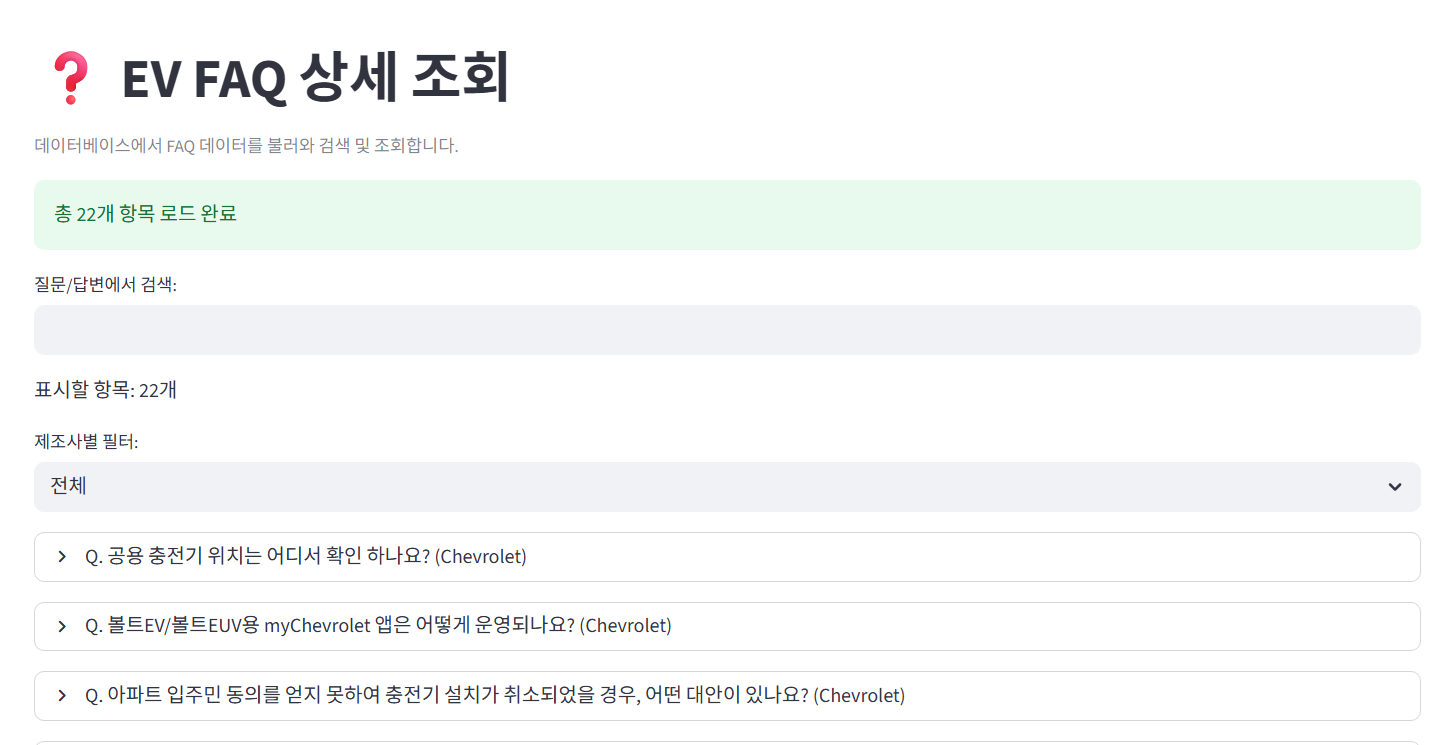 ❓ EV FAQ 상세 조회
데이터베이스에서 FAQ 데이터를 불러와 검색 및 조회합니다.
총 22개 항목 로드 완료
질문/답변에서 검색:
표시할 항목: 22개
제조사별 필터:
전체
Q. 공용 충전기 위치는 어디서 확인 하나요? (Chevrolet)
Q. 볼트EV/볼트EUV용 myChevrolet 앱은 어떻게 운영되나요? (Chevrolet)
Q. 아파트 입주민 동의를 얻지 못하여 충전기 설치가 취소되었을 경우, 어떤 대안이 있나요? (Chevrolet)